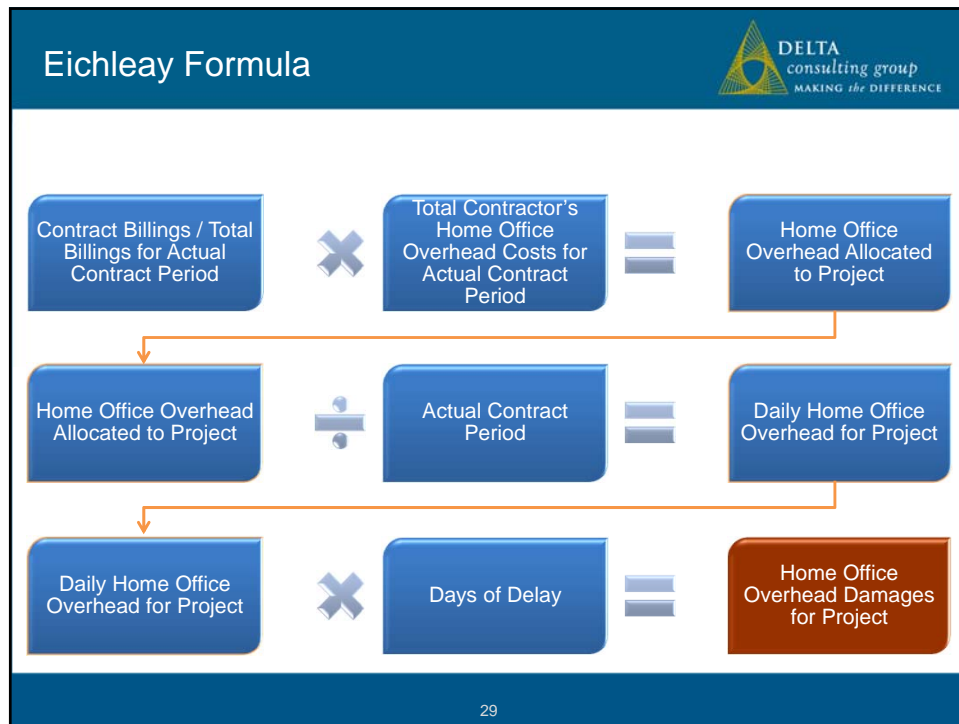 Eichleay Formula
DELTA
consulting group
MAKING the DIFFERENCE
Contract Billings / Total
Billings for Actual
Contract Period
Total Contractor’s
Home Office
Overhead Costs for
Actual Contract
Period
Home Office
Overhead Allocated
to Project
Home Office Overhead
Allocated to Project
Actual Contract
Period
Daily Home Office
Overhead for Project
Daily Home Office
Overhead for Project
Days of Delay
Home Office
Overhead Damages
for Project
29